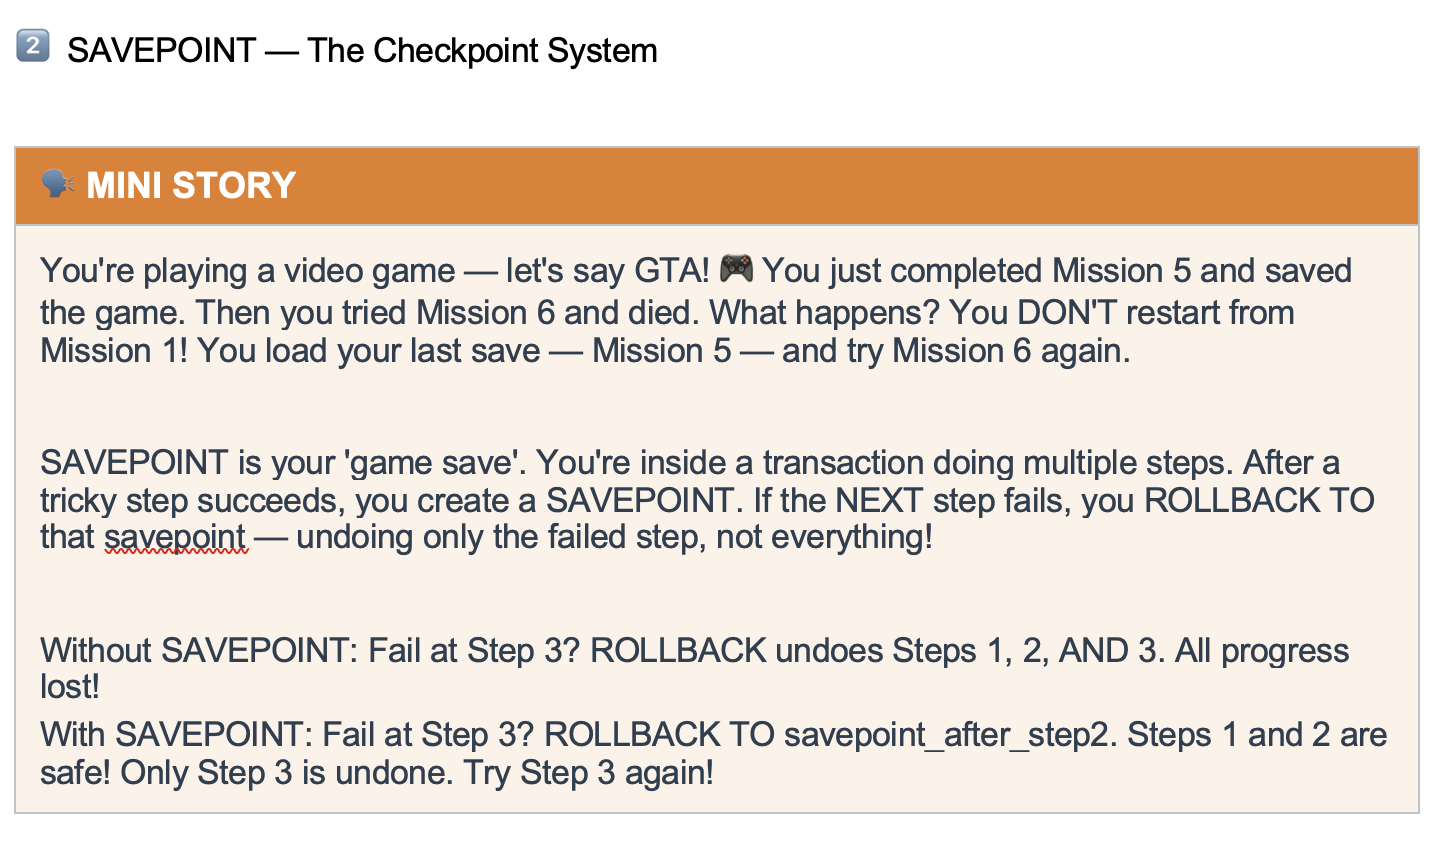 2 SAVEPOINT — The Checkpoint System
MINI STORY
You're playing a video game — let's say GTA! 🎮 You just completed Mission 5 and saved
the game. Then you tried Mission 6 and died. What happens? You DON'T restart from
Mission 1! You load your last save — Mission 5 — and try Mission 6 again.
SAVEPOINT is your 'game save'. You're inside a transaction doing multiple steps. After a
tricky step succeeds, you create a SAVEPOINT. If the NEXT step fails, you ROLLBACK TO
that savepoint — undoing only the failed step, not everything!
Without SAVEPOINT: Fail at Step 3? ROLLBACK undoes Steps 1, 2, AND 3. All progress
lost!
With SAVEPOINT: Fail at Step 3? ROLLBACK TO savepoint_after_step2. Steps 1 and 2 are
safe! Only Step 3 is undone. Try Step 3 again!